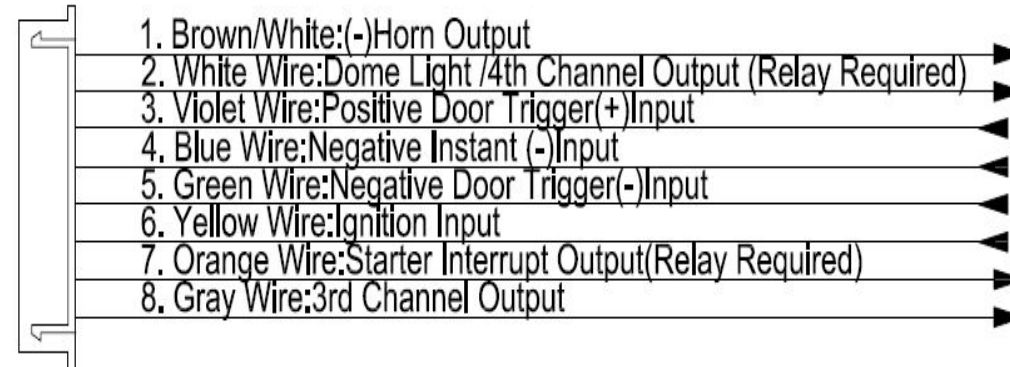 1. Brown/White:(-)Horn Output
2. White Wire:Dome Light /4th Channel Output (Relay Required)
3. Violet Wire:Positive Door Trigger(+)Input
4. Blue Wire:Negative Instant (-)Input
5. Green Wire:Negative Door Trigger(-)Input
6. Yellow Wire:Ignition Input
7. Orange Wire:Starter Interrupt Output(Relay Required)
8. Gray Wire:3rd Channel Output